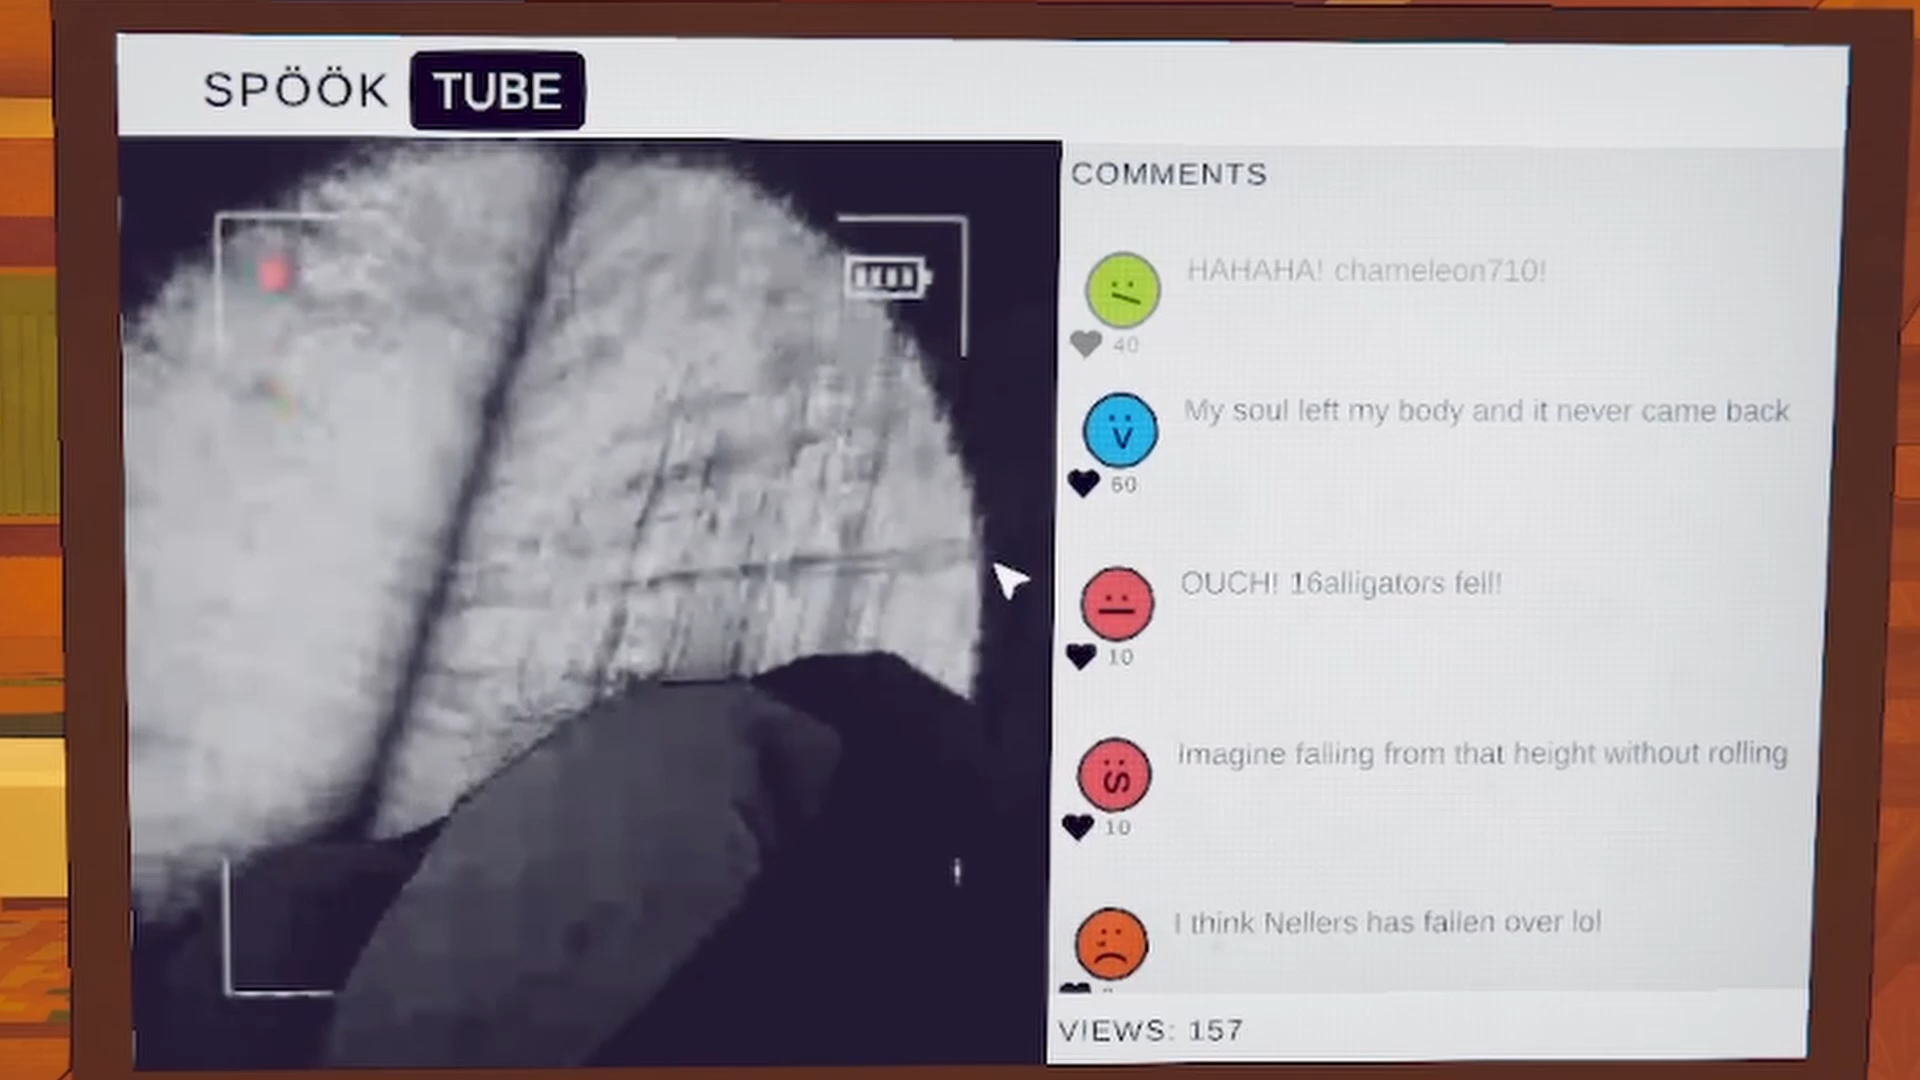 SPÖÖK TUBE
COMMENTS
HAHAHA! chameleon710!
40
My soul left my body and it never came back
60
OUCH! 16alligators fell!
10
Imagine falling from that height without rolling
10
I think Nellers has fallen over lol
VIEWS: 157